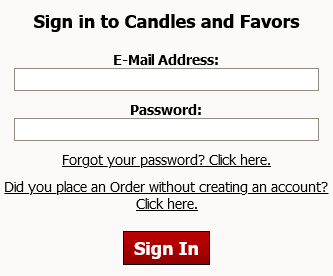 Sign in to Candles and Favors
E-Mail Address:
Password:
Forgot your password? Click here.
Did you place an Order without creating an account?
Click here.
Sign In